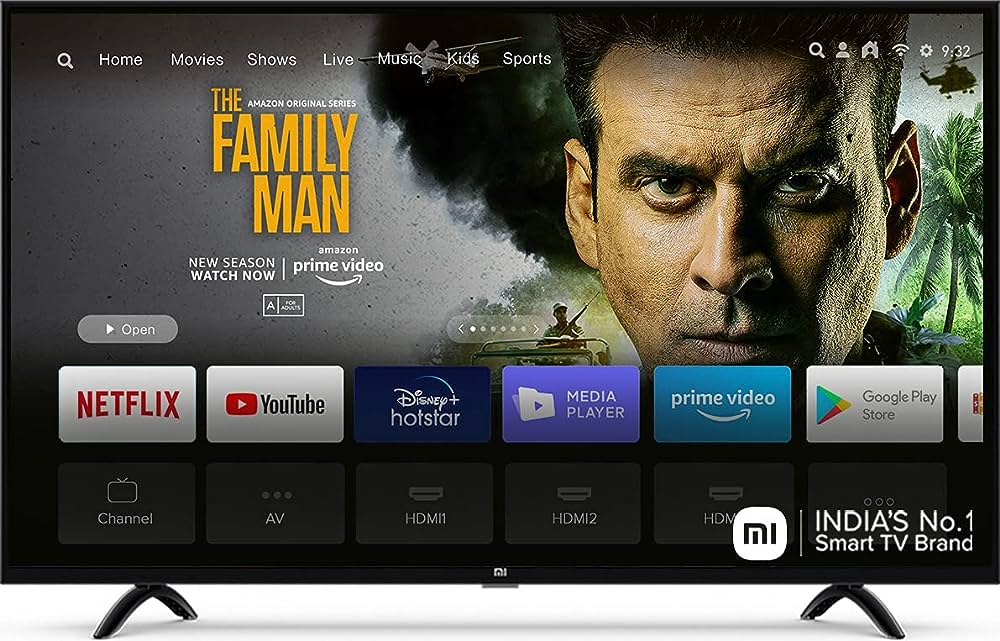 Home Movies Shows Live Music Kids Sports
9:32
THE
AMAZON ORIGINAL SERIES
FAMILY
MAN
NEW SEASON
WATCH NOW
amazon
prime video
A FOR
ADULTS
Open
NETFLIX
YouTube
Disney+
hotstar
MEDIA
PLAYER
prime video
Google Play
Store
Channel
AV
HDMI1
HDMI2
HDM
mi
INDIA'S No.1
Smart TV Brand
mi